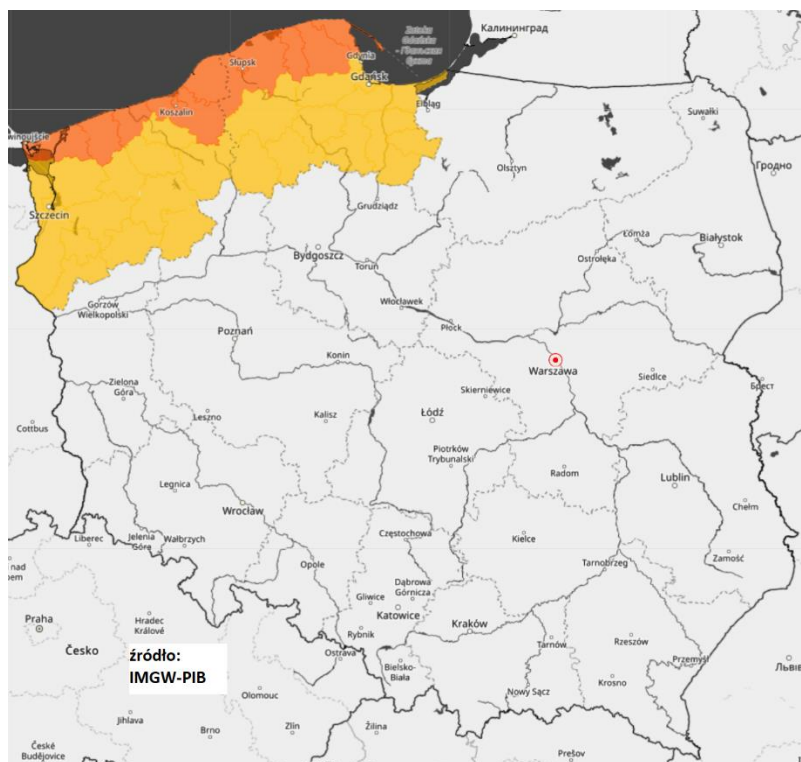 Калининград
Zatoka
Gdańska
Gdynia
Słupsk
Gdańsk
Elbląg
Koszalin
winoujście
Suwałki
Olsztyn
Гродно
Szczecin
Grudziądz
Łomża
Białystok
Bydgoszcz
Toruń
Ostrołęka
Włocławek
Gorzów
Wielkopolski
Płock
Poznań
Konin
Warszawa
Siedlce
Брест
Zielona
Góra
Skierniewice
Leszno
Kalisz
Łódź
Cottbus
Piotrków
Trybunalski
Radom
Legnica
Lublin
Wrocław
Chełm
Liberec
Jelenia
Góra
Wałbrzych
Częstochowa
Kielce
Zamość
nad
Opole
Tarnobrzeg
Dąbrowa
Górnicza
Gliwice
Katowice
Praha
Hradec
Králové
Kraków
Rybnik
Tarnów
Rzeszów
Česko
źródło:
IMGW-PIB
Ostrava
Bielsko-
Biała
Przemyśl
Львів
Krosno
Nowy Sącz
Olomouc
Jihlava
Brno
Zlín
Žilina
České
Budějovice
Prešov